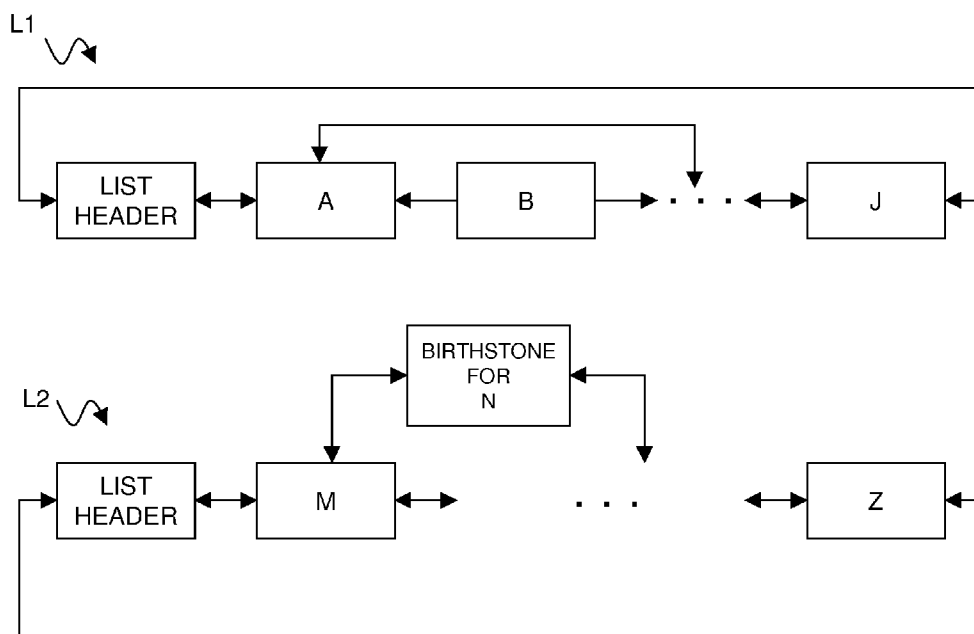 L1
LIST
HEADER
A
B
. . .
J
BIRTHSTONE
FOR
N
L2
LIST
HEADER
M
. . .
Z